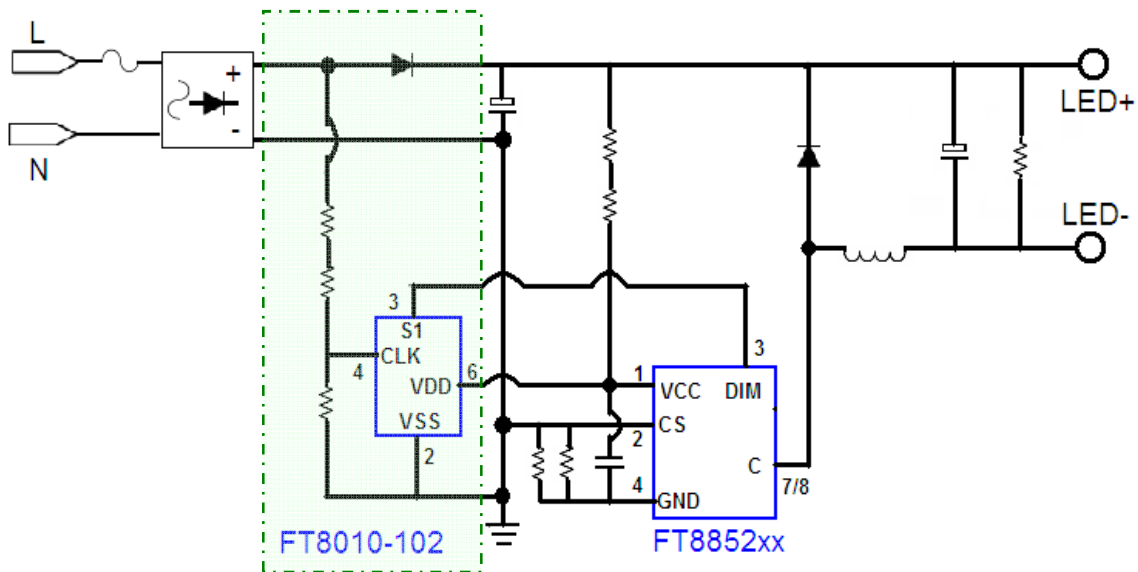 L
+
-
N
LED+
LED-
3
S1
CLK
4
VDD
6
VSS
2
3
1
VCC
DIM
2
CS
C
7/8
4
GND
FT8010-102
FT8852xx